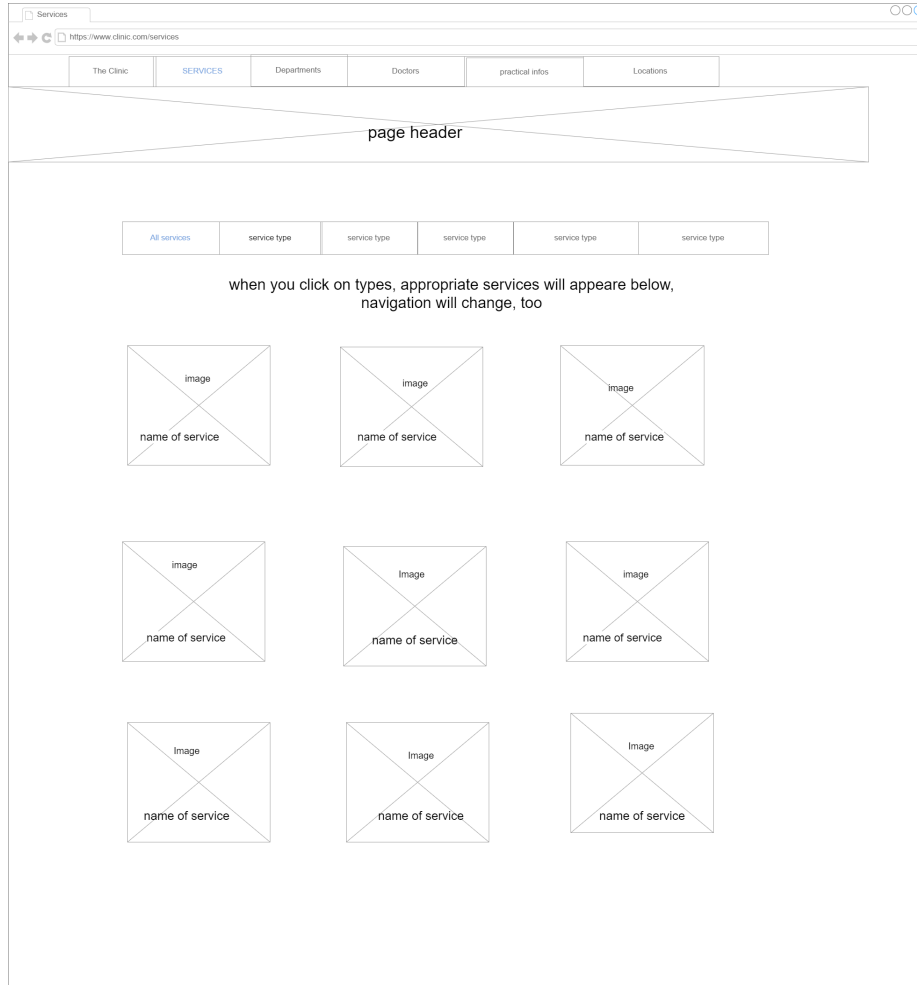 Services
https://www.clinic.com/services
The Clinic
SERVICES
Departments
Doctors
practical infos
Locations
page header
All services
service type
service type
service type
service type
service type
when you click on types, appropriate services will appeare below,
navigation will change, too
image
image
image
name of service
name of service
name of service
image
Image
image
name of service
name of service
name of service
Image
Image
Image
name of service
name of service
name of service